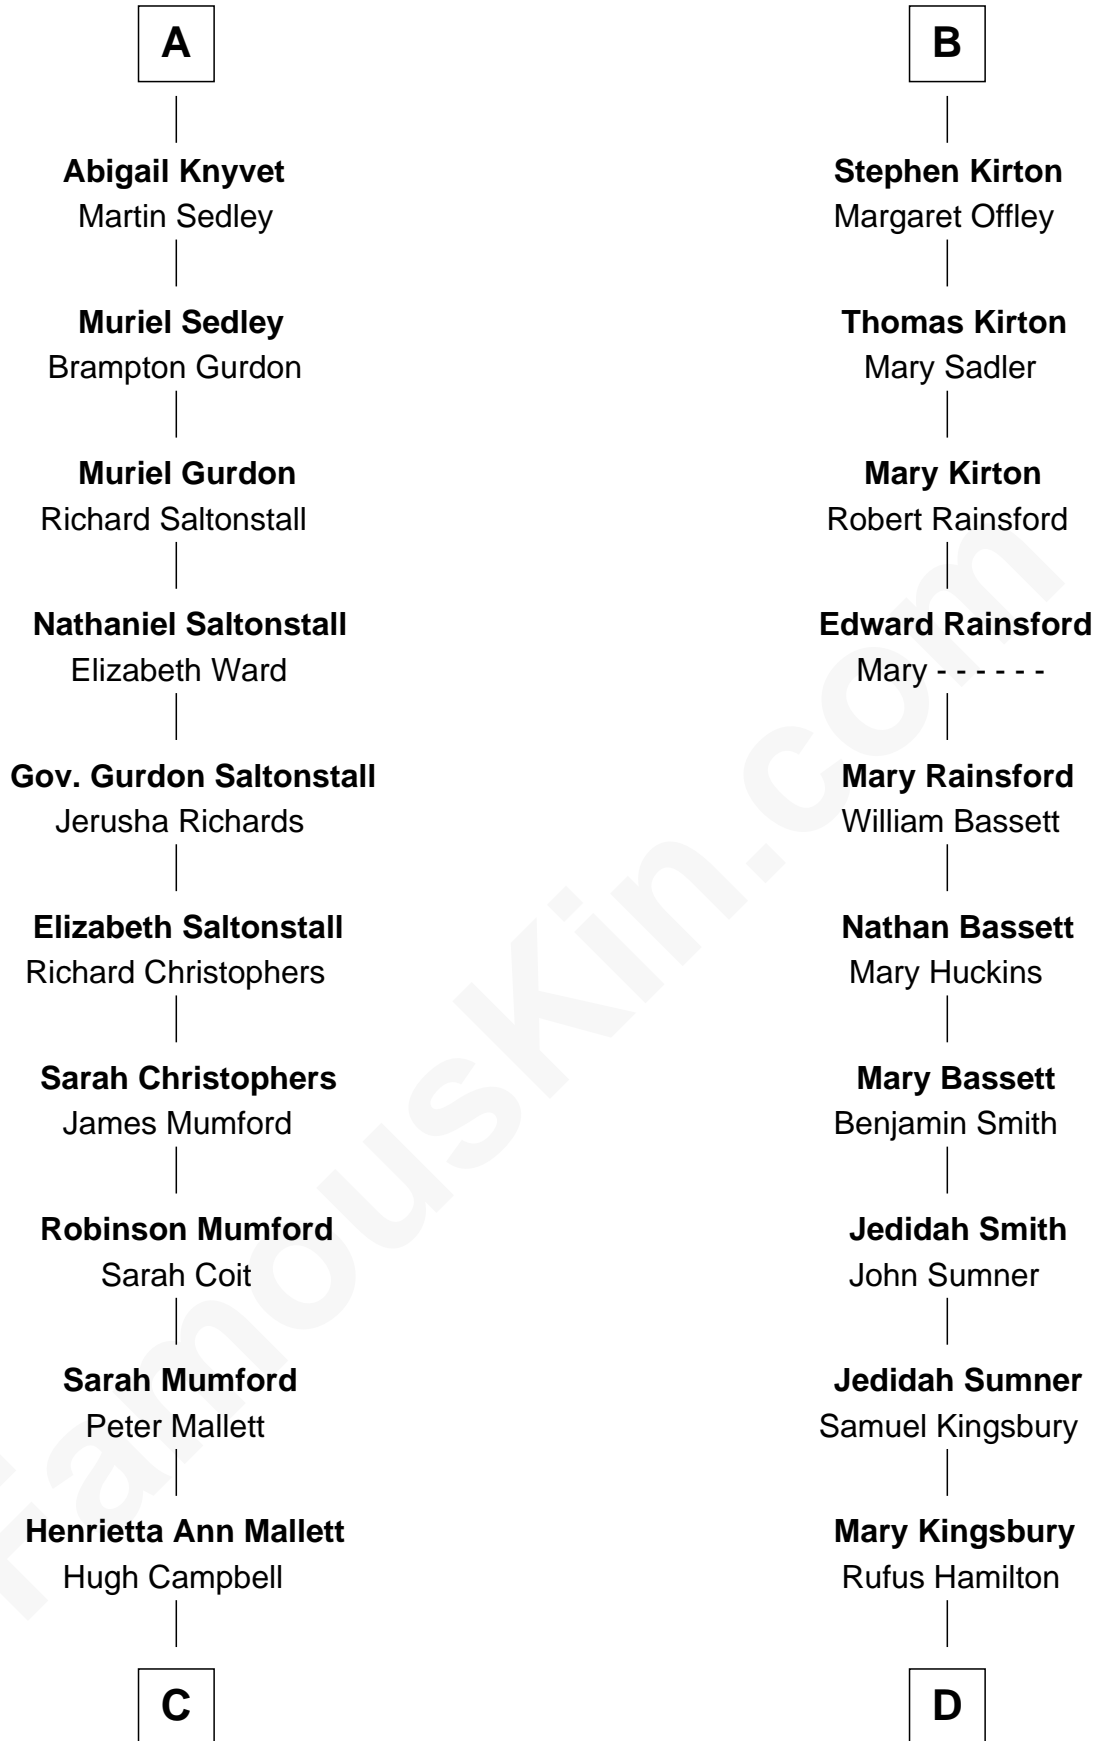 A
Abigail Knyvet
Martin Sedley
Muriel Sedley
Brampton Gurdon
Muriel Gurdon
Richard Saltonstall
Nathaniel Saltonstall
Elizabeth Ward
Gov. Gurdon Saltonstall
Jerusha Richards
Elizabeth Saltonstall
Richard Christophers
Sarah Christophers
James Mumford
Robinson Mumford
Sarah Coit
Sarah Mumford
Peter Mallett
Henrietta Ann Mallett
Hugh Campbell
C
B
Stephen Kirton
Margaret Offley
Thomas Kirton
Mary Sadler
Mary Kirton
Robert Rainsford
Edward Rainsford
Mary - - - - - -
Mary Rainsford
William Bassett
Nathan Bassett
Mary Huckins
Mary Bassett
Benjamin Smith
Jedidah Smith
John Sumner
Jedidah Sumner
Samuel Kingsbury
Mary Kingsbury
Rufus Hamilton
D
FamousKin.com